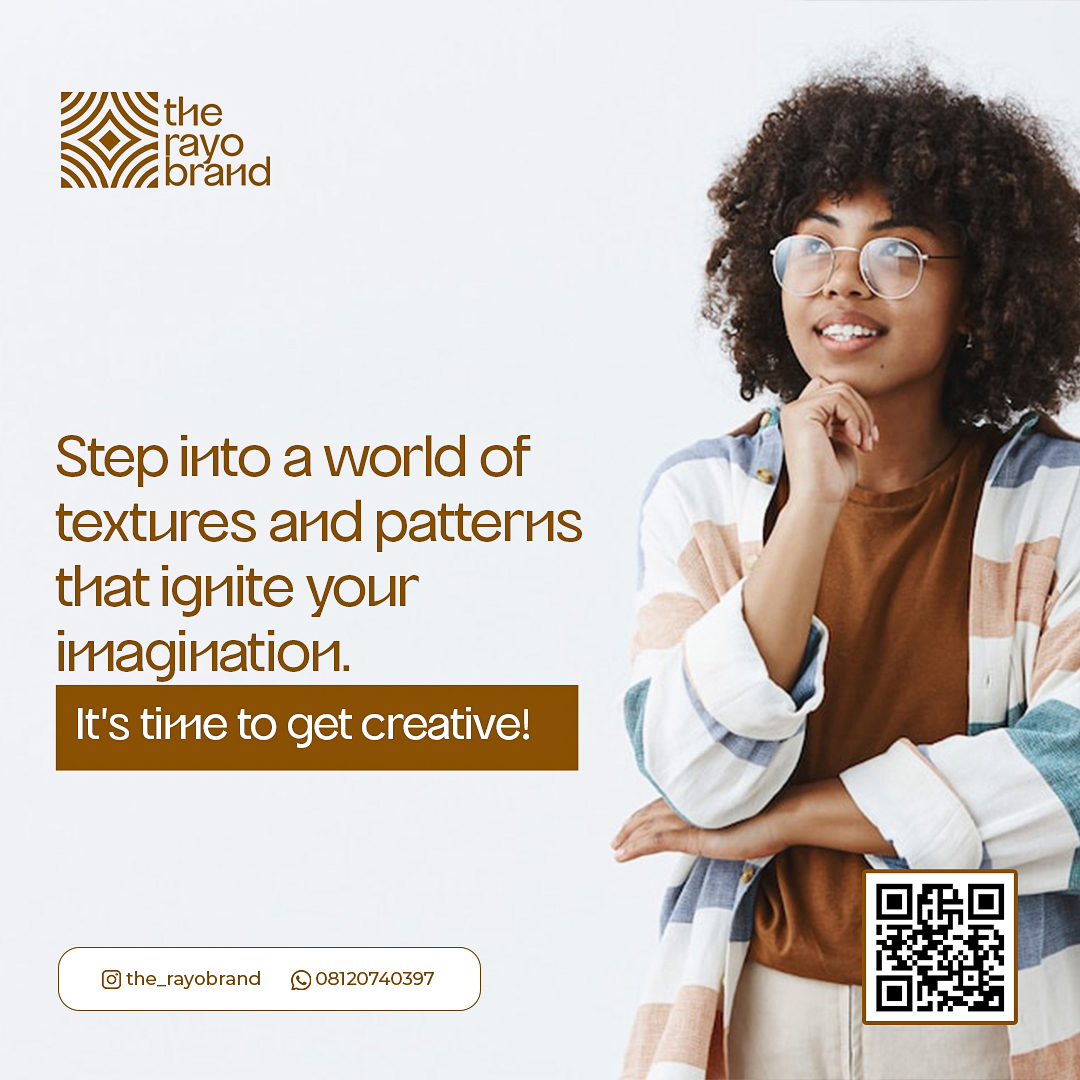 the
rayo
brand
Step into a world of
textures and patterns
that ignite your
imagination.
It's time to get creative!
the_rayobrand 08120740397